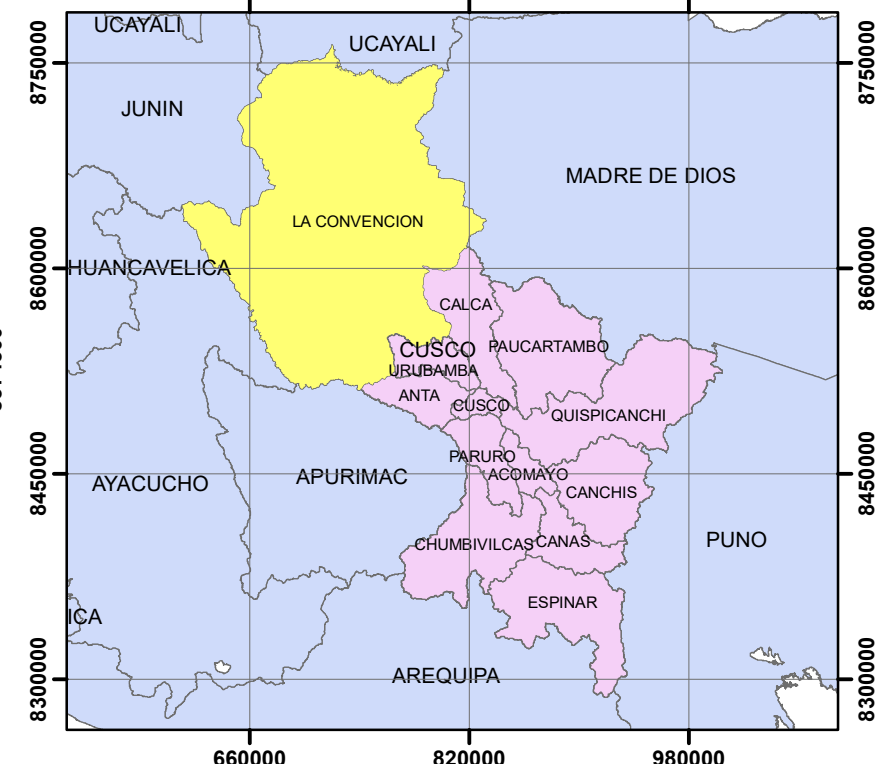 UCAYALI
UCAYALI
8750000
8750000
JUNIN
MADRE DE DIOS
LA CONVENCION
HUANCAVELICA
8600000
8600000
CALCA
CUSCO
PAUCARTAMBO
URUBAMBA
ANTA
CUSCO
QUISPICANCHI
PARURO
ACOMAYO
APURIMAC
AYACUCHO
8450000
8450000
CANCHIS
CHUMBIVILCAS
CANAS
PUNO
ESPINAR
ICA
AREQUIPA
8300000
8300000
660000
820000
980000